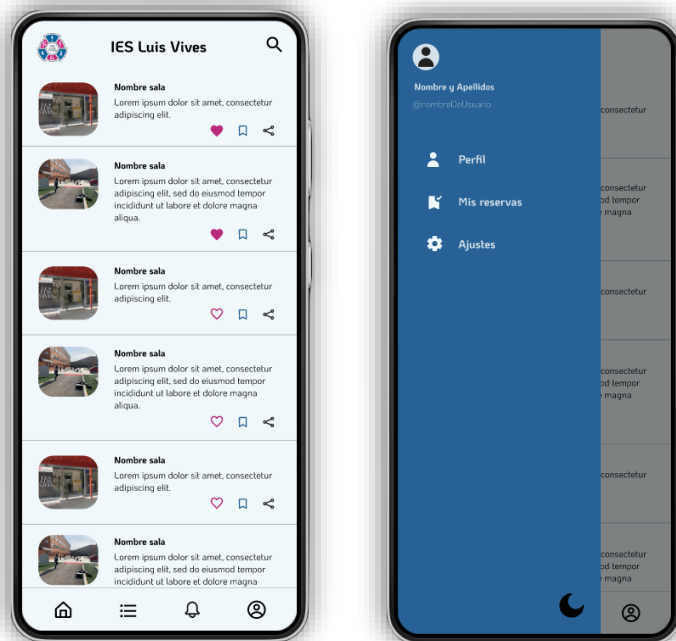 IES Luis Vives
Nombre sala
Lorem ipsum dolor sit amet, consectetur
adipiscing elit.
Nombre sala
Lorem ipsum dolor sit amet, consectetur
adipiscing elit, sed do eiusmod tempor
incididunt ut labore et dolore magna
aliqua.
Nombre sala
Lorem ipsum dolor sit amet, consectetur
adipiscing elit.
Nombre sala
Lorem ipsum dolor sit amet, consectetur
adipiscing elit, sed do eiusmod tempor
incididunt ut labore et dolore magna
aliqua.
Nombre sala
Lorem ipsum dolor sit amet, consectetur
adipiscing elit.
Nombre sala
Lorem ipsum dolor sit amet, consectetur
adipiscing elit, sed do eiusmod tempor
incididunt ut labore et dolore magna
Nombre y Apellidos
@nombreDeUsuario
Perfil
Mis reservas
Ajustes
consectetur
consectetur
od tempor
magna
consectetur
consectetur
od tempor
magna
consectetur
consectetur
od tempor
magna